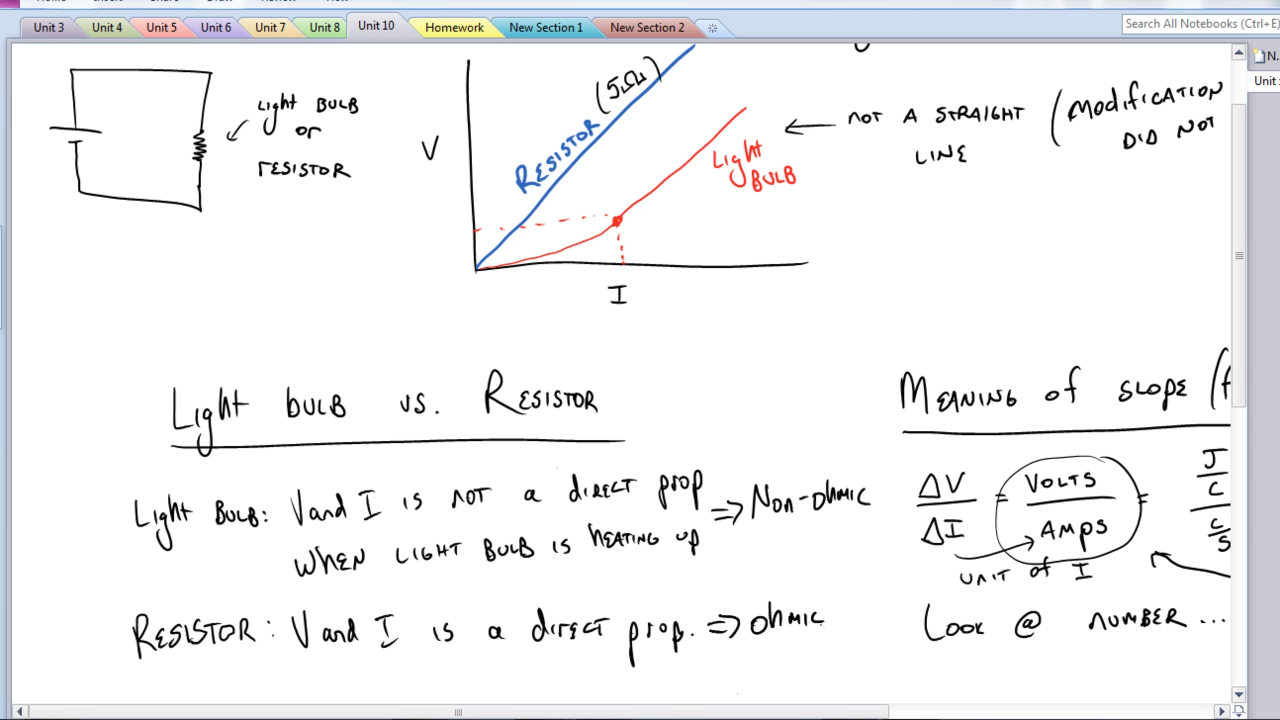 Unit 3 Unit 4 Unit 5 Unit 6 Unit 7 Unit 8 Unit 10 Homework New Section 1 New Section 2
Search All Notebooks (Ctrl+E)
N.
Unit
Light BULB
or
rESISTOR
V
I
RESISTOR (5Ω)
Light
BULB
NOT A STRAIGHT
LINE
(MODIFICATION
DID NOT
Light BULB vs. RESISTOR
Light BULB: V and I is NOT a DIRECT prop => NON-Ohmic
WHEN LIGHT BULB is hEATING Up
RESISTOR: V and I is a DIRECT prop. => OhMIC
MEANING of SLOPE (f
ΔV/ΔI = VOLTS/AMPS = J/C / C/S
UNIT of I
Look @ NUMBER ...